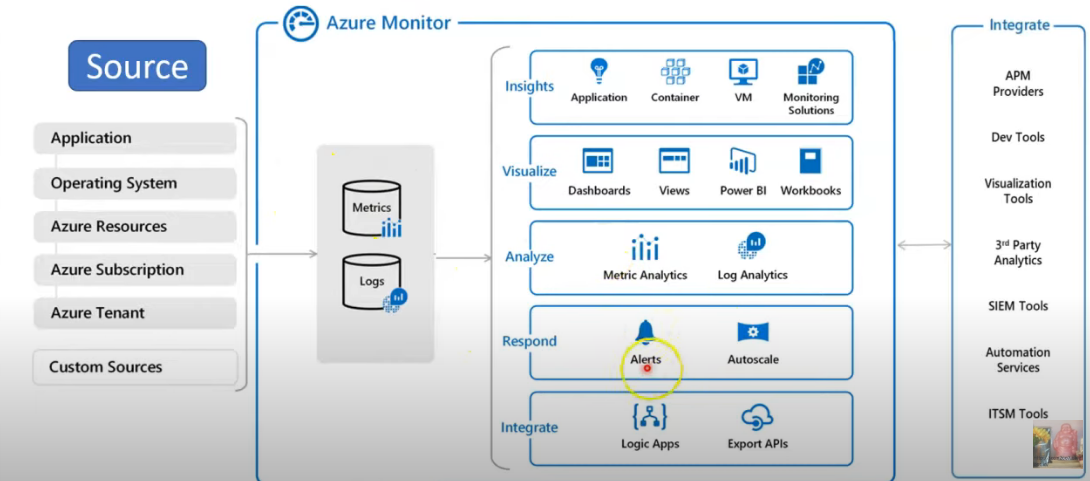 Azure Monitor
Source
Application
Operating System
Azure Resources
Azure Subscription
Azure Tenant
Custom Sources
Metrics
Logs
Insights
Application
Container
VM
Monitoring
Solutions
Visualize
Dashboards
Views
Power BI
Workbooks
Analyze
Metric Analytics
Log Analytics
Respond
Alerts
Autoscale
Integrate
Logic Apps
Export APIs
Integrate
APM
Providers
Dev Tools
Visualization
Tools
3rd Party
Analytics
SIEM Tools
Automation
Services
ITSM Tools